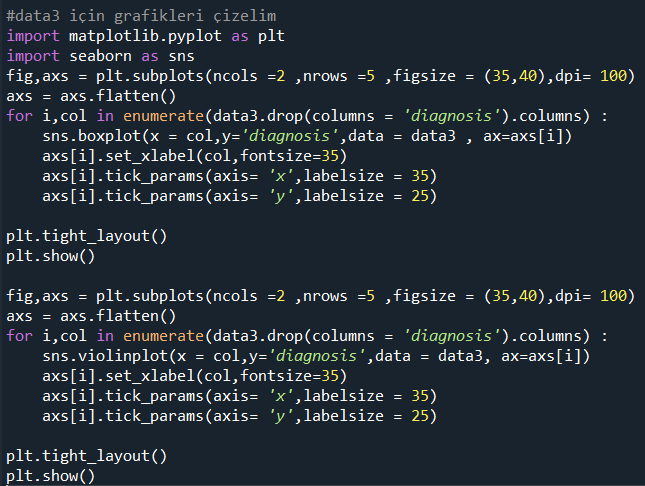 #data3 için grafikleri çizelim
import matplotlib.pyplot as plt
import seaborn as sns
fig,axs = plt.subplots(ncols =2 ,nrows =5 ,figsize = (35,40),dpi= 100)
axs = axs.flatten()
for i,col in enumerate(data3.drop(columns = 'diagnosis').columns) :
    sns.boxplot(x = col,y='diagnosis',data = data3 , ax=axs[i])
    axs[i].set_xlabel(col,fontsize=35)
    axs[i].tick_params(axis= 'x',labelsize = 35)
    axs[i].tick_params(axis= 'y',labelsize = 25)

plt.tight_layout()
plt.show()

fig,axs = plt.subplots(ncols =2 ,nrows =5 ,figsize = (35,40),dpi= 100)
axs = axs.flatten()
for i,col in enumerate(data3.drop(columns = 'diagnosis').columns) :
    sns.violinplot(x = col,y='diagnosis',data = data3, ax=axs[i])
    axs[i].set_xlabel(col,fontsize=35)
    axs[i].tick_params(axis= 'x',labelsize = 35)
    axs[i].tick_params(axis= 'y',labelsize = 25)

plt.tight_layout()
plt.show()